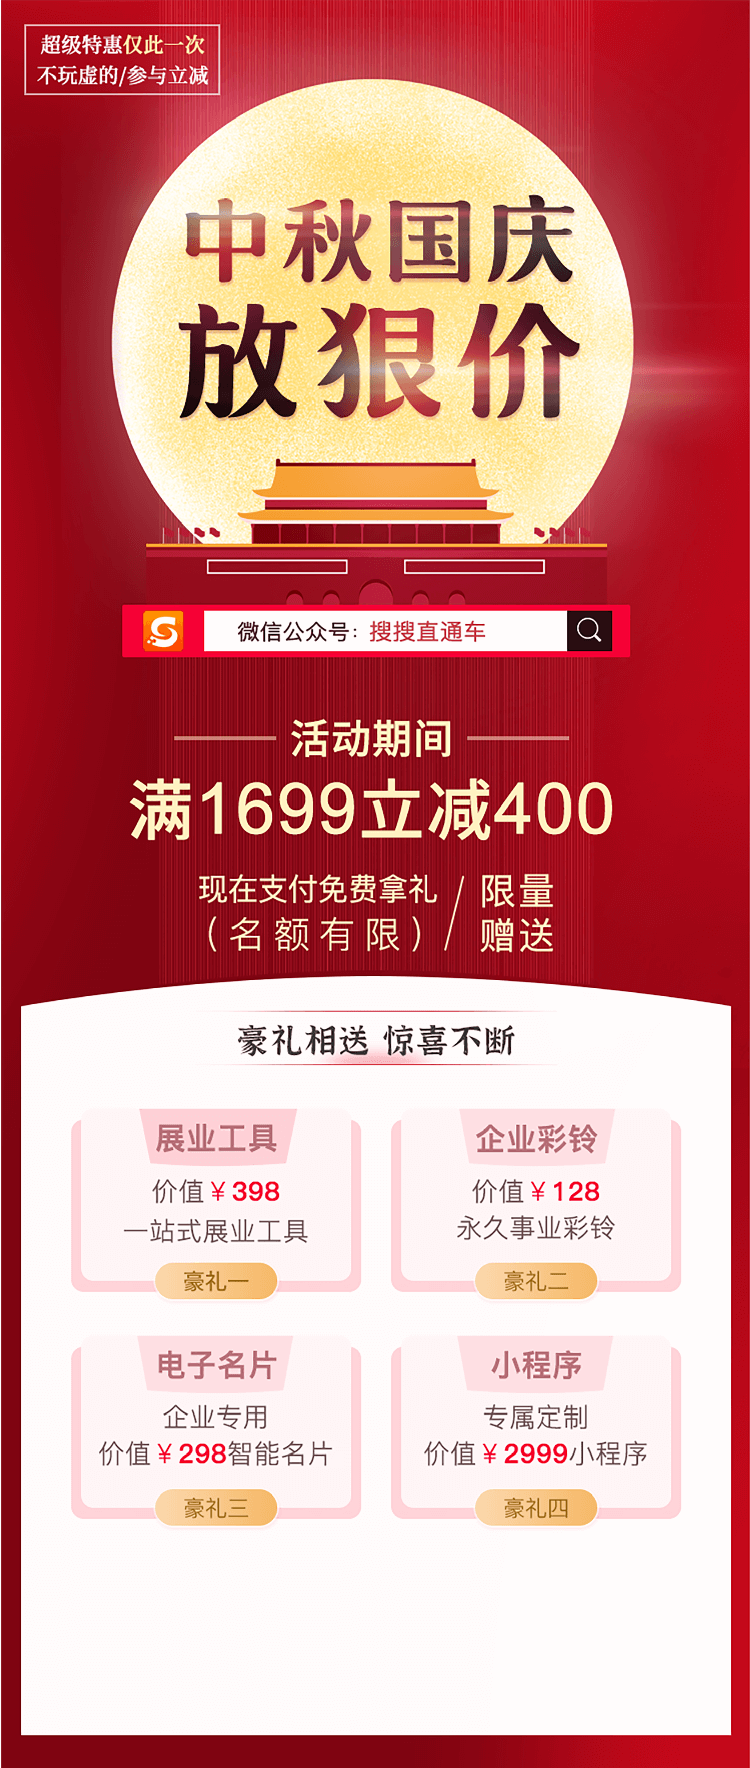 超级特惠仅此一次
不玩虚的/参与立减
中秋国庆
放狠价
微信公众号：搜搜直通车
活动期间
满1699立减400
现在支付免费拿礼/限量
（名额有限）/赠送
豪礼相送 惊喜不断
展业工具
价值￥398
一站式展业工具
豪礼一
企业彩铃
价值￥128
永久事业彩铃
豪礼二
电子名片
企业专用
价值￥298智能名片
豪礼三
小程序
专属定制
价值￥2999小程序
豪礼四